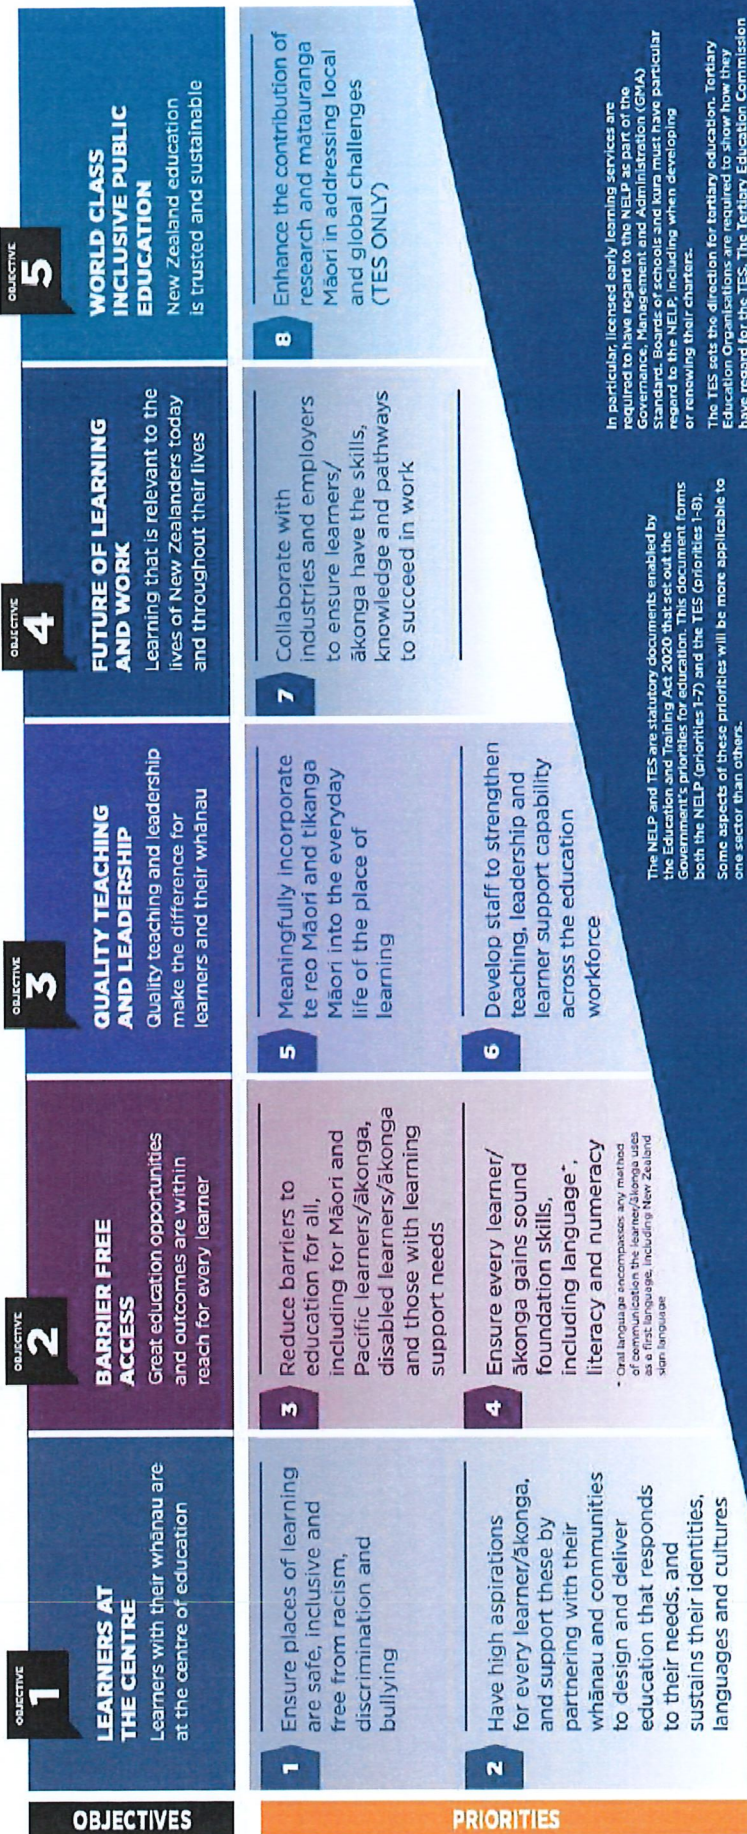 OBJECTIVES
OBJECTIVE
1
LEARNERS AT
THE CENTRE
Learners with their whānau are
at the centre of education
OBJECTIVE
2
BARRIER FREE
ACCESS
Great education opportunities
and outcomes are within
reach for every learner
OBJECTIVE
3
QUALITY TEACHING
AND LEADERSHIP
Quality teaching and leadership
make the difference for
learners and their whānau
OBJECTIVE
4
FUTURE OF LEARNING
AND WORK
Learning that is relevant to the
lives of New Zealanders today
and throughout their lives
OBJECTIVE
5
WORLD CLASS
INCLUSIVE PUBLIC
EDUCATION
New Zealand education
is trusted and sustainable
PRIORITIES
1
Ensure places of learning
are safe, inclusive and
free from racism,
discrimination and
bullying
2
Have high aspirations
for every learner/ākonga,
and support these by
partnering with their
whānau and communities
to design and deliver
education that responds
to their needs, and
sustains their identities,
languages and cultures
3
Reduce barriers to
education for all,
including for Māori and
Pacific learners/ākonga,
disabled learners/ākonga
and those with learning
support needs
4
Ensure every learner/
ākonga gains sound
foundation skills,
including language*,
literacy and numeracy
* Oral language encompasses any method
of communication the learner/ākonga uses
as a first language, including New Zealand
sign language
5
Meaningfully incorporate
te reo Māori and tikanga
Māori into the everyday
life of the place of
learning
6
Develop staff to strengthen
teaching, leadership and
learner support capability
across the education
workforce
7
Collaborate with
industries and employers
to ensure learners/
ākonga have the skills,
knowledge and pathways
to succeed in work
8
Enhance the contribution of
research and mātauranga
Māori in addressing local
and global challenges
(TES ONLY)
The NELP and TES are statutory documents enabled by
the Education and Training Act 2020 that set out the
Government's priorities for education. This document forms
both the NELP (priorities 1-7) and the TES (priorities 1-8).
Some aspects of these priorities will be more applicable to
one sector than others.
In particular, licensed early learning services are
required to have regard to the NELP as part of the
Governance, Management and Administration (GMA)
Standard. Boards of schools and kura must have particular
regard to the NELP, including when developing
or renewing their charters.
The TES sets the direction for tertiary education. Tertiary
Education Organisations are required to show how they
have regard for the TES. The Tertiary Education Commission